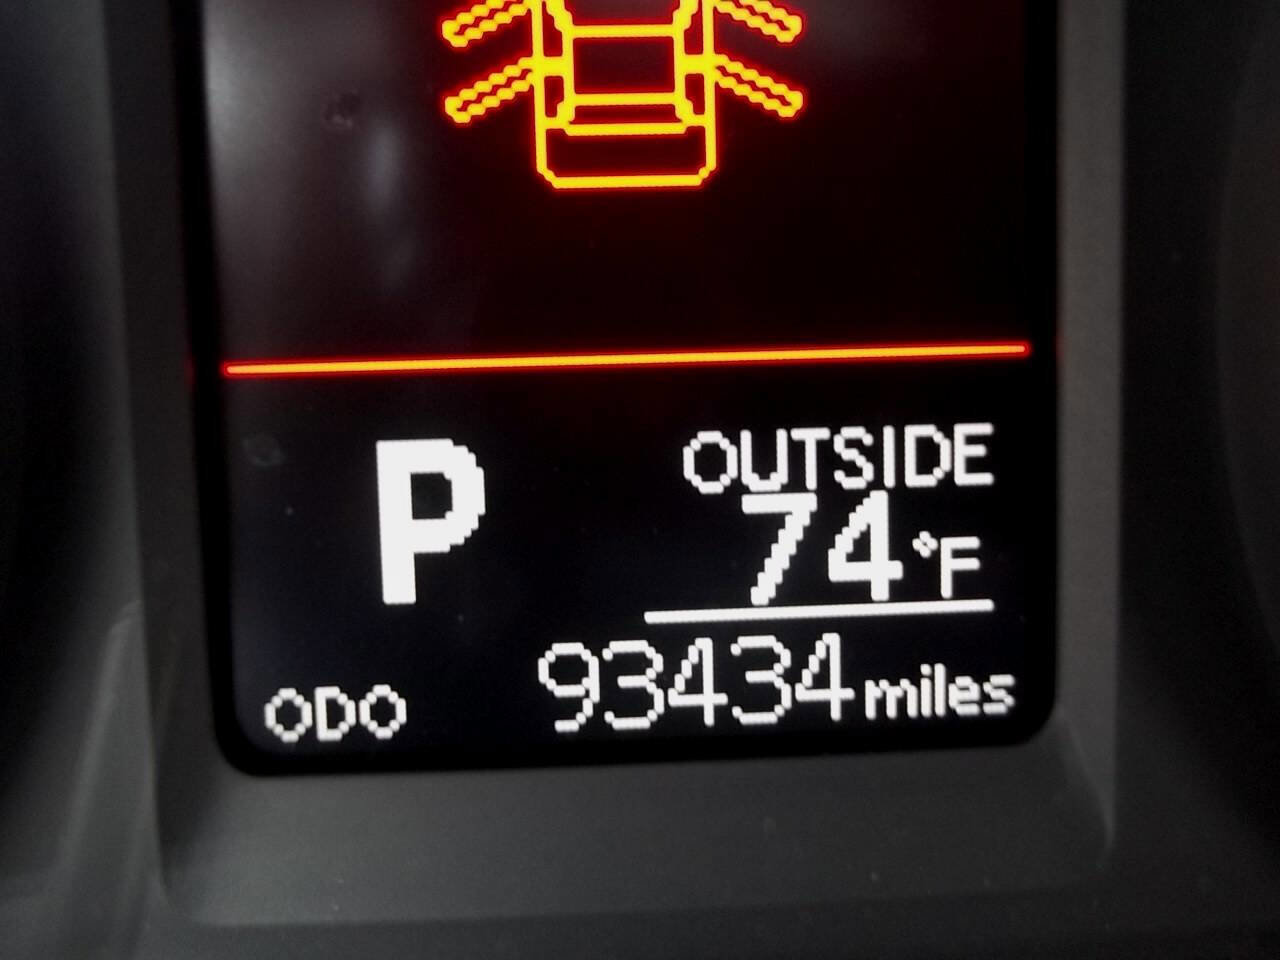 P
OUTSIDE
74°F
ODO 93434 miles